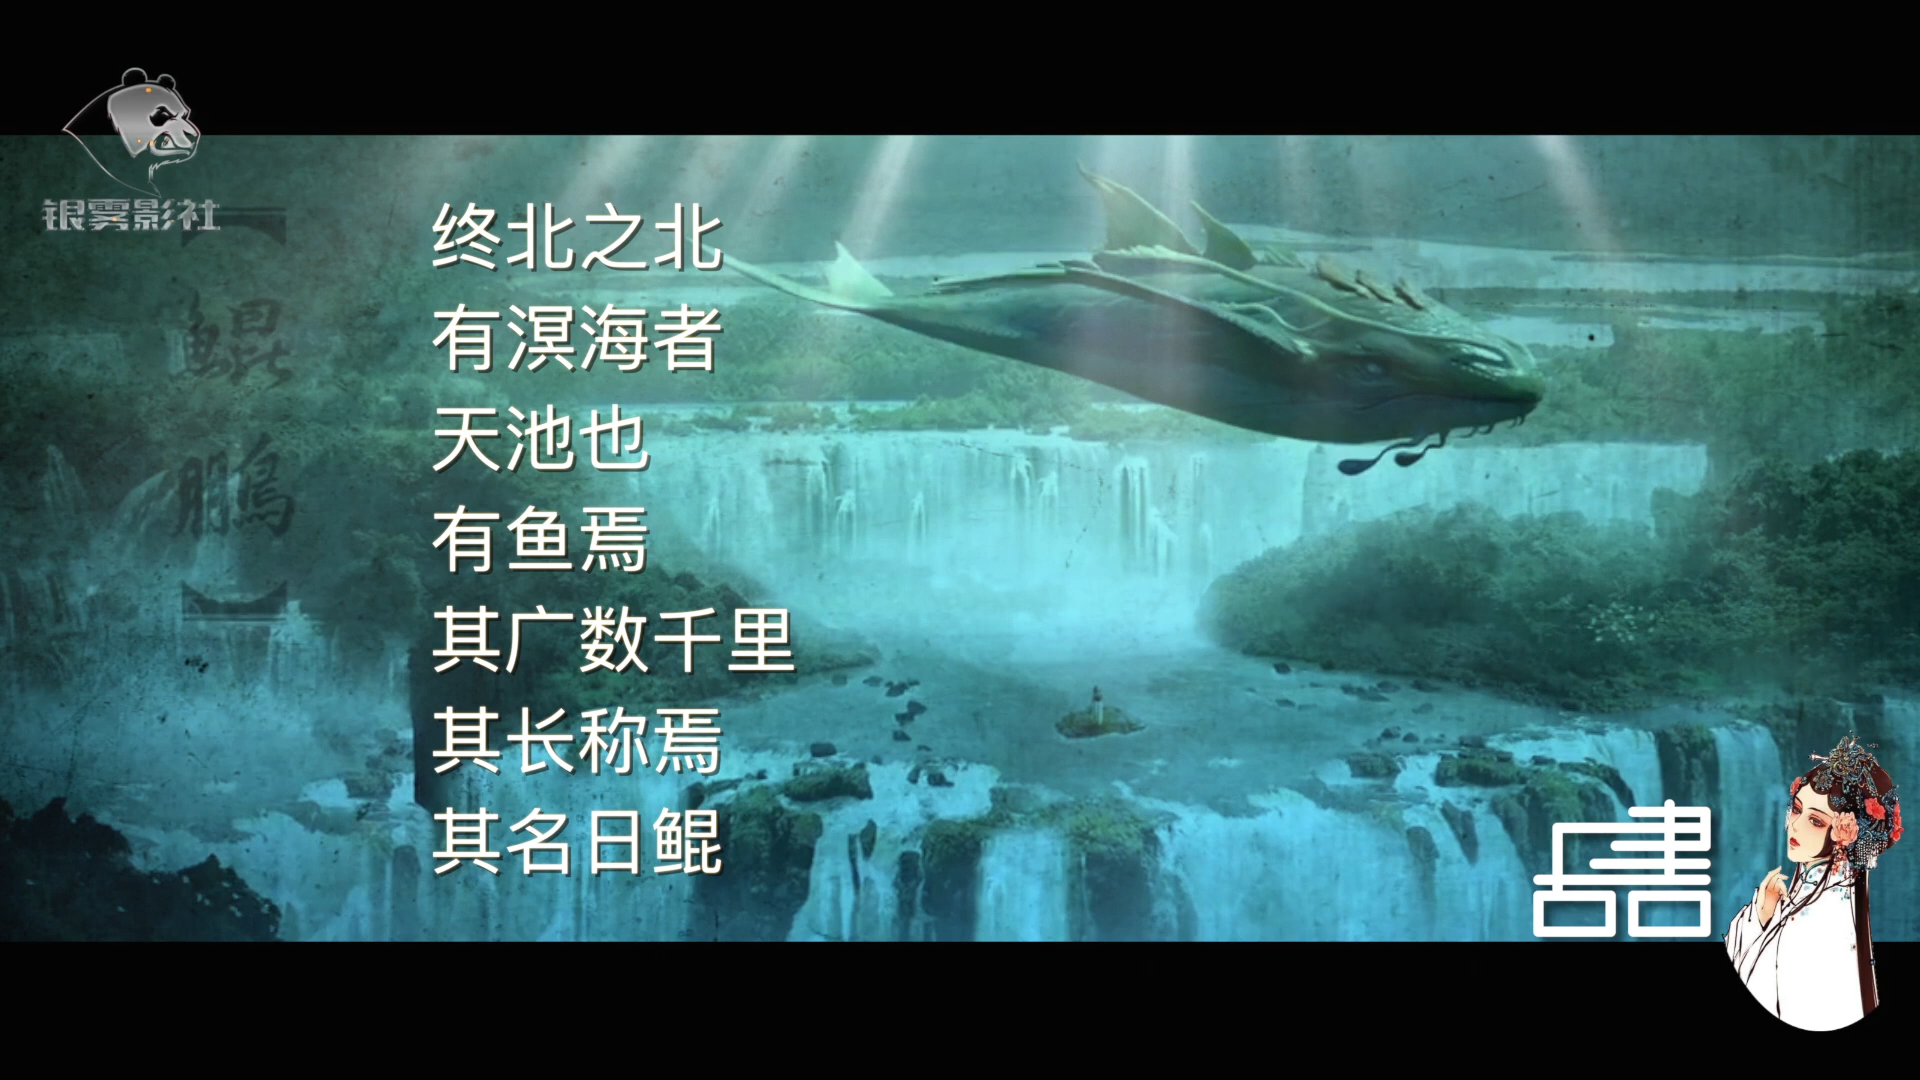 银雾影社
鲲
鹏
终北之北
有溟海者
天池也
有鱼焉
其广数千里
其长称焉
其名日鲲